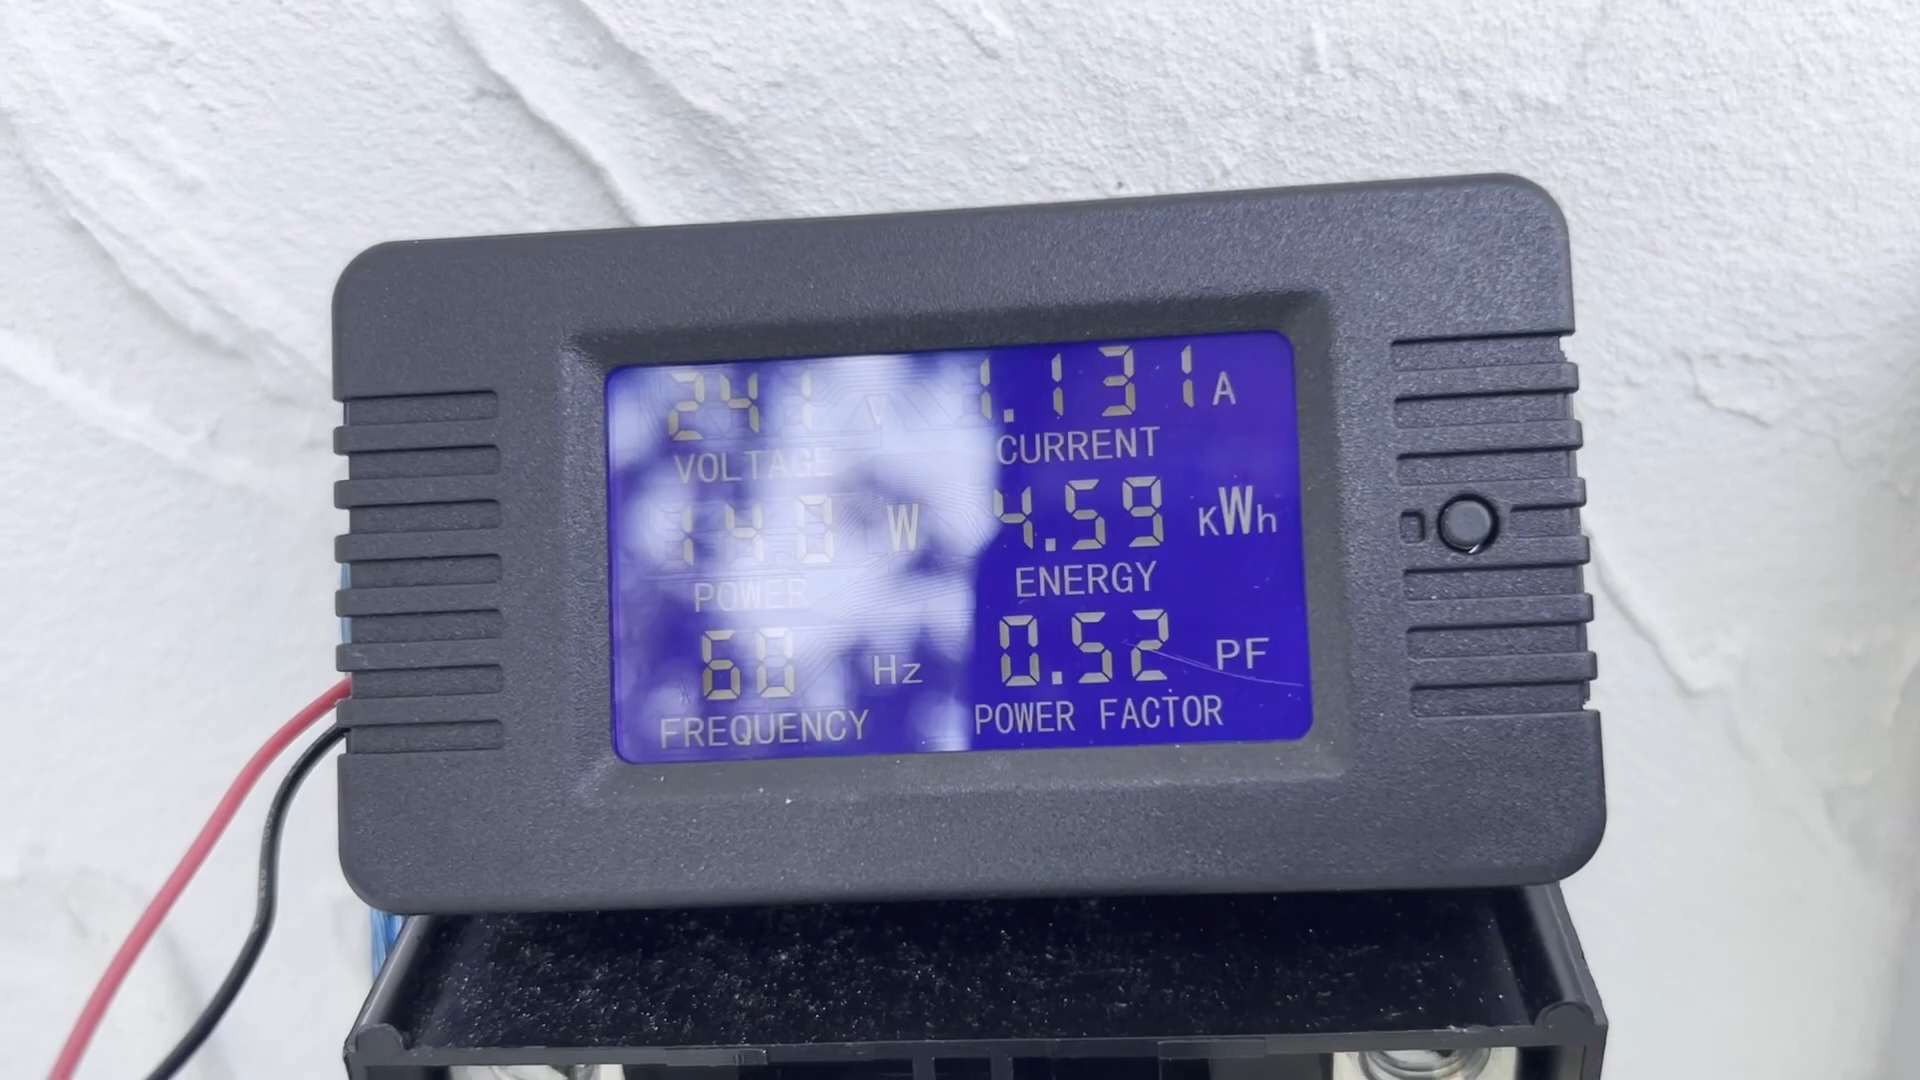 241 V 1.131 A
VOLTAGE CURRENT
W 4.59 KWh
POWER ENERGY
60 Hz 0.52 PF
FREQUENCY POWER FACTOR